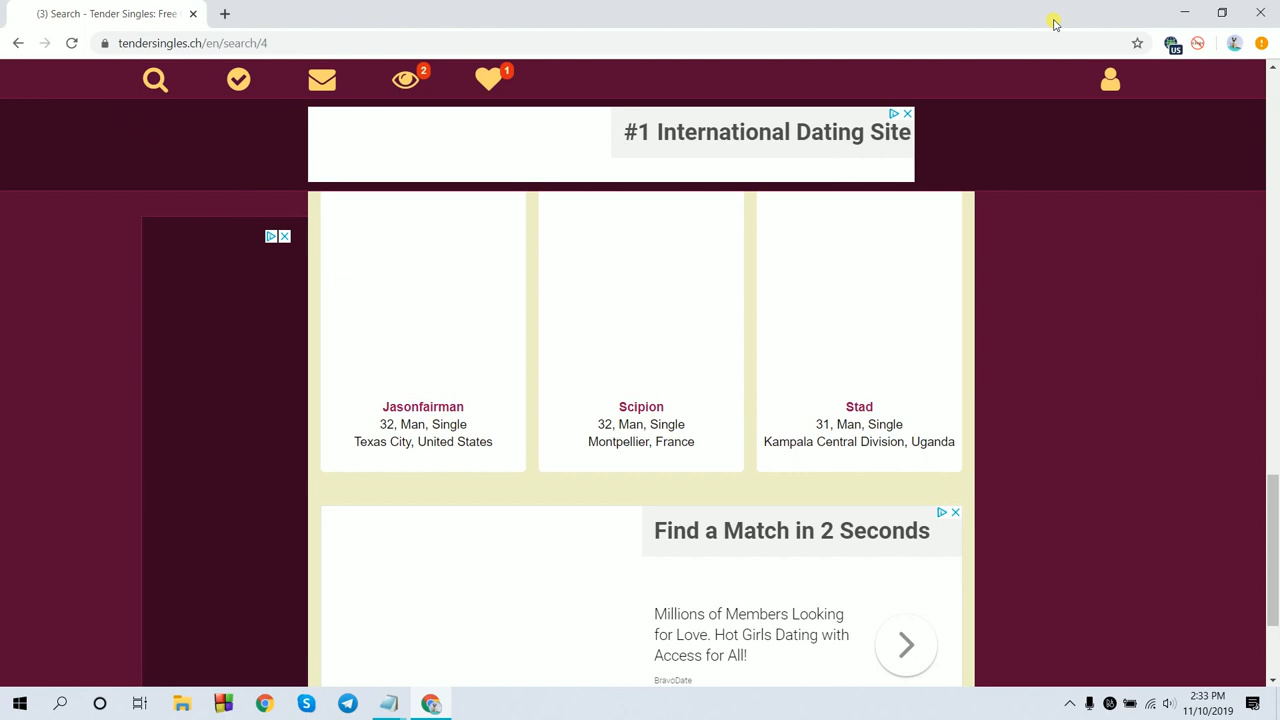 (3) Search - Tender Singles: Free
tendersingles.ch/en/search/4
US
2
1
#1 International Dating Site
Jasonfairman
32, Man, Single
Texas City, United States
Scipion
32, Man, Single
Montpellier, France
Stad
31, Man, Single
Kampala Central Division, Uganda
Find a Match in 2 Seconds
Millions of Members Looking
for Love. Hot Girls Dating with
Access for All!
BravoDate
2:33 PM
11/10/2019